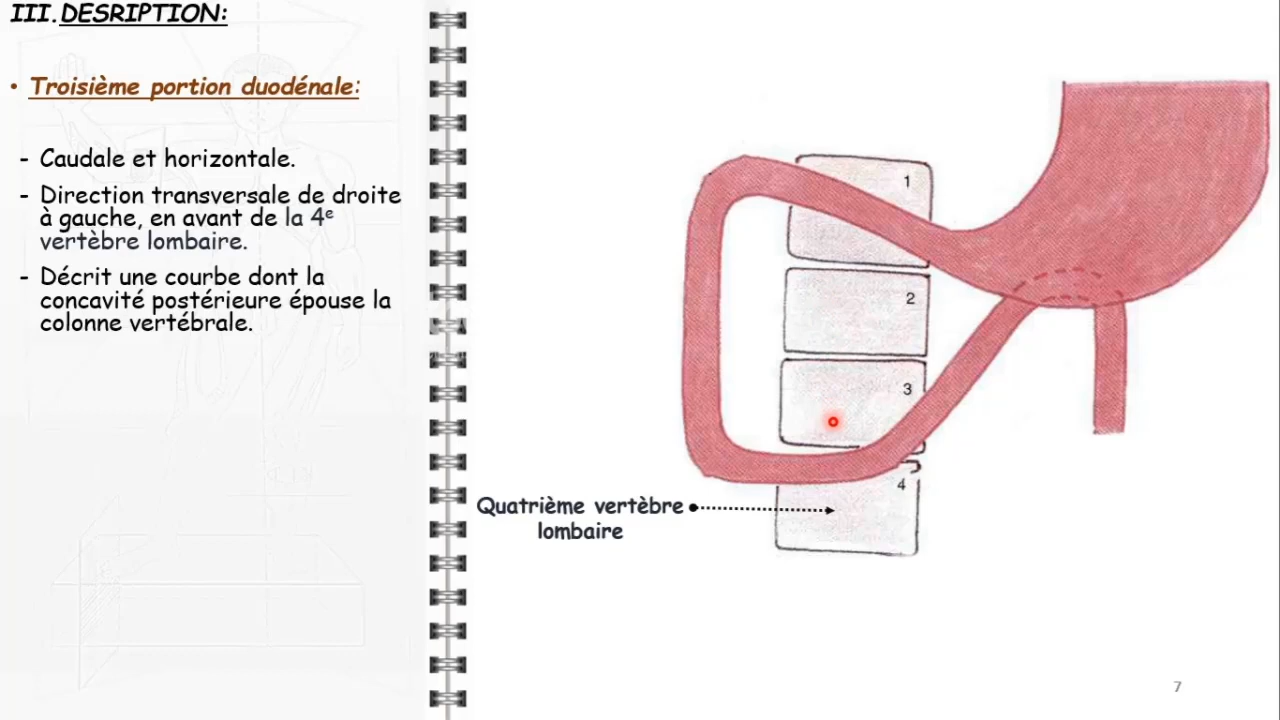 III. DESRIPTION:
• Troisième portion duodénale:
- Caudale et horizontale.
- Direction transversale de droite
à gauche, en avant de la 4e
vertèbre lombaire.
- Décrit une courbe dont la
concavité postérieure épouse la
colonne vertébrale.
1
2
3
4
Quatrième vertèbre
lombaire
7